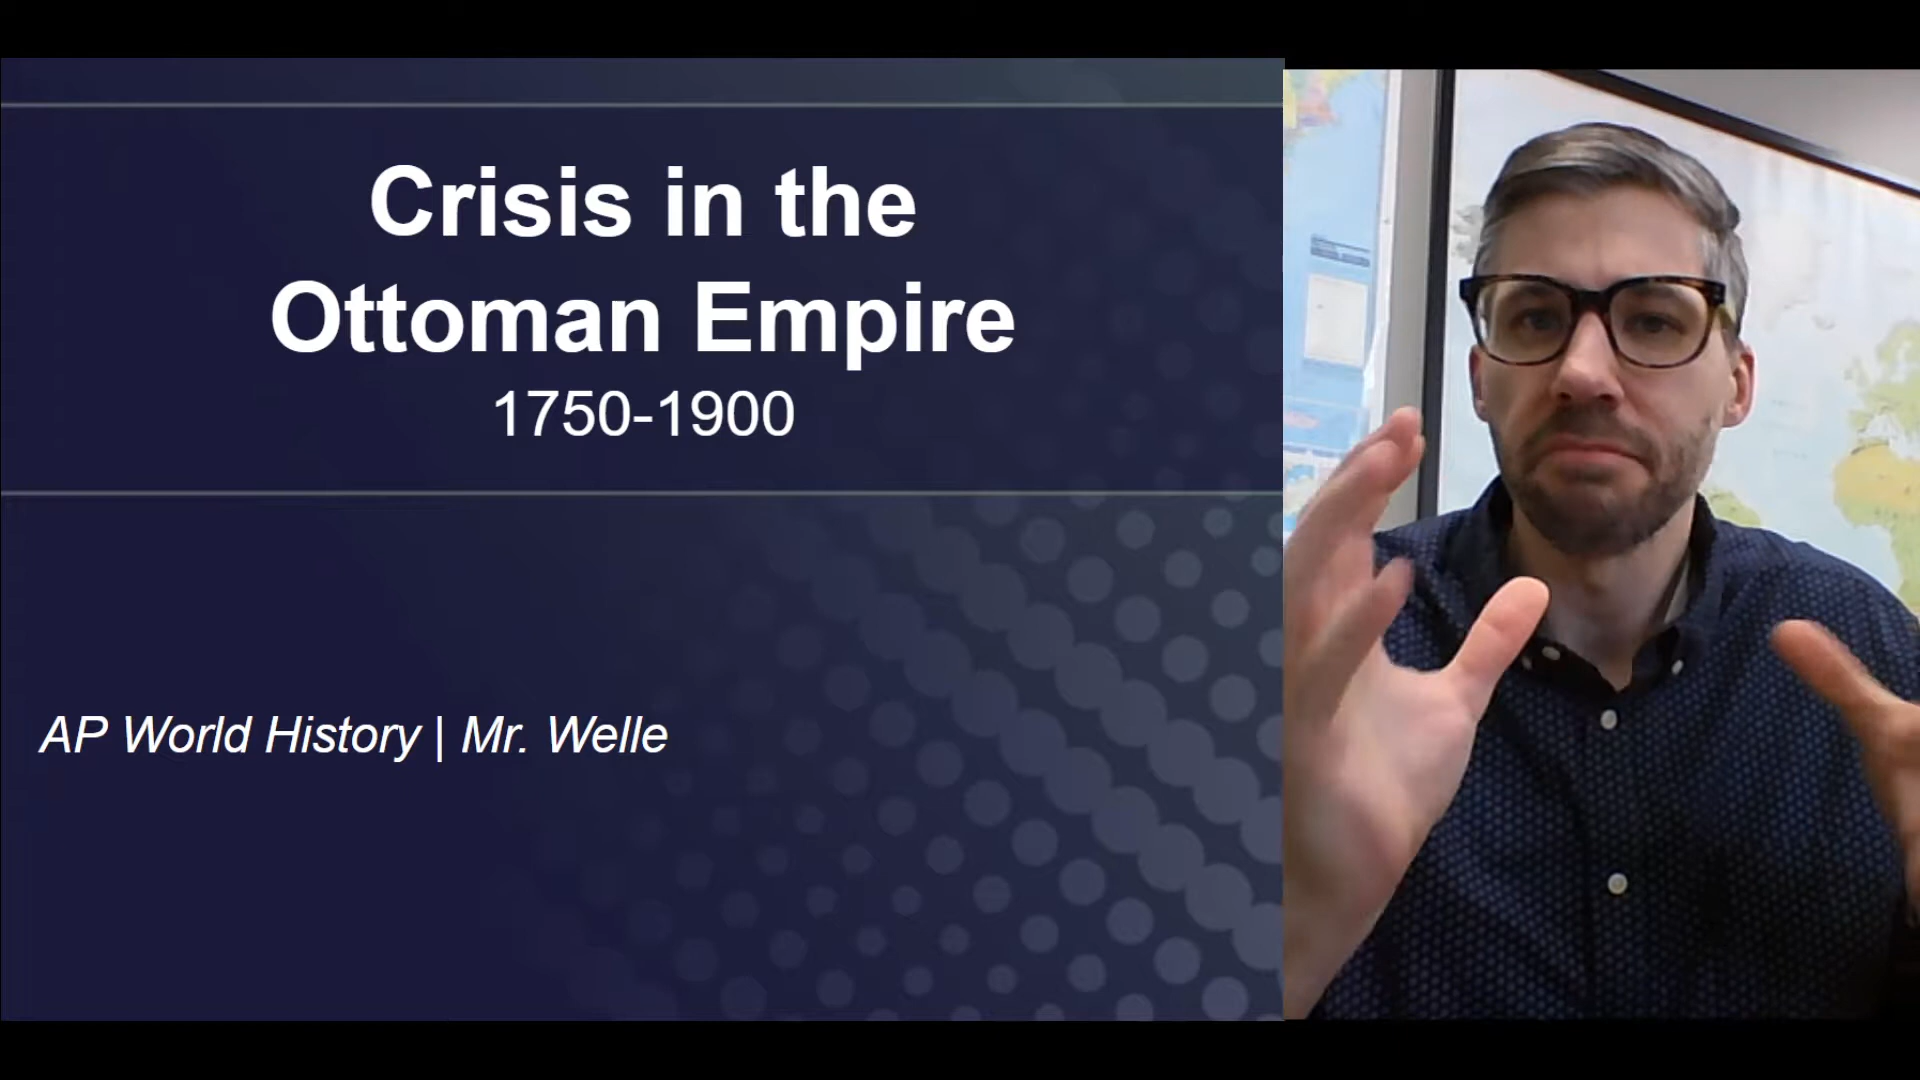 Crisis in the
Ottoman Empire
1750-1900
AP World History | Mr. Welle